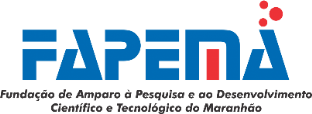 FAPEMA
Fundação de Amparo à Pesquisa e ao Desenvolvimento
Científico e Tecnológico do Maranhão